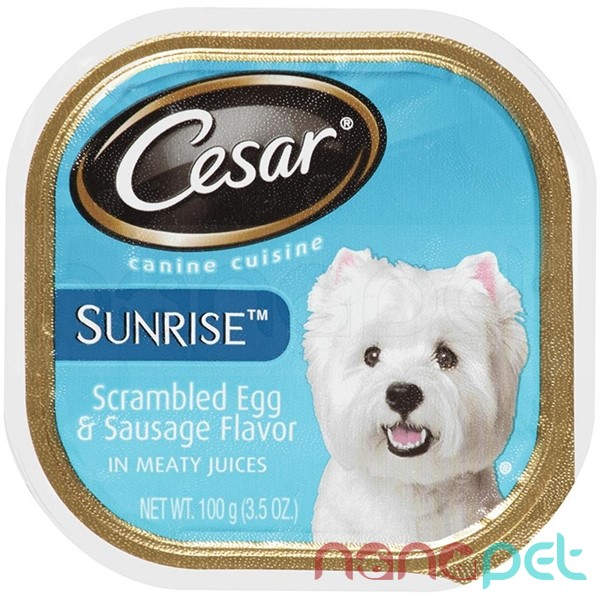 Cesar®
canine cuisine
SUNRISE™
Scrambled Egg
& Sausage Flavor
IN MEATY JUICES
NET WT. 100 g (3.5 OZ.)
®
nanopet